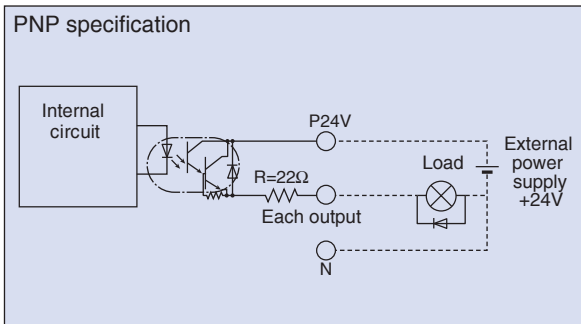 PNP specification
Internal
circuit
P24V
R=22Ω
Each output
Load
External
power
supply
+24V
N